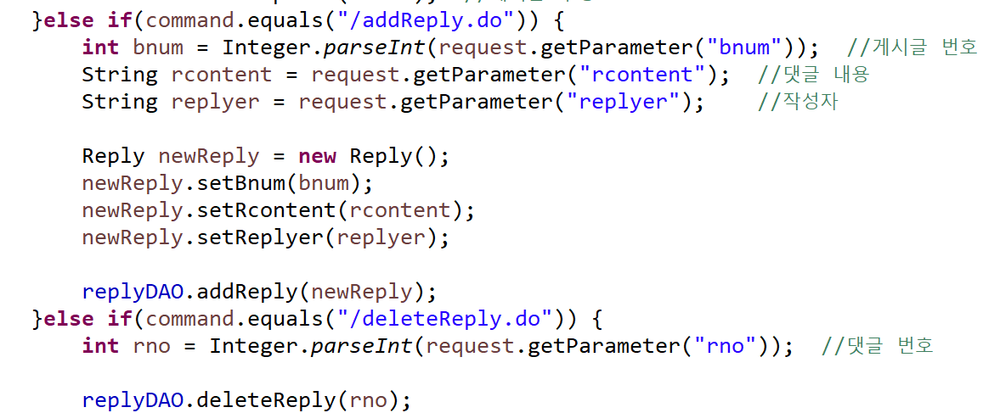 }else if(command.equals("/addReply.do")) {
int bnum = Integer.parseInt(request.getParameter("bnum")); //게시글 번호
String rcontent = request.getParameter("rcontent"); //댓글 내용
String replyer = request.getParameter("replyer"); //작성자
Reply newReply = new Reply();
newReply.setBnum(bnum);
newReply.setRcontent(rcontent);
newReply.setReplyer(replyer);
replyDAO.addReply(newReply);
}else if(command.equals("/deleteReply.do")) {
int rno = Integer.parseInt(request.getParameter("rno")); //댓글 번호
replyDAO.deleteReply(rno);